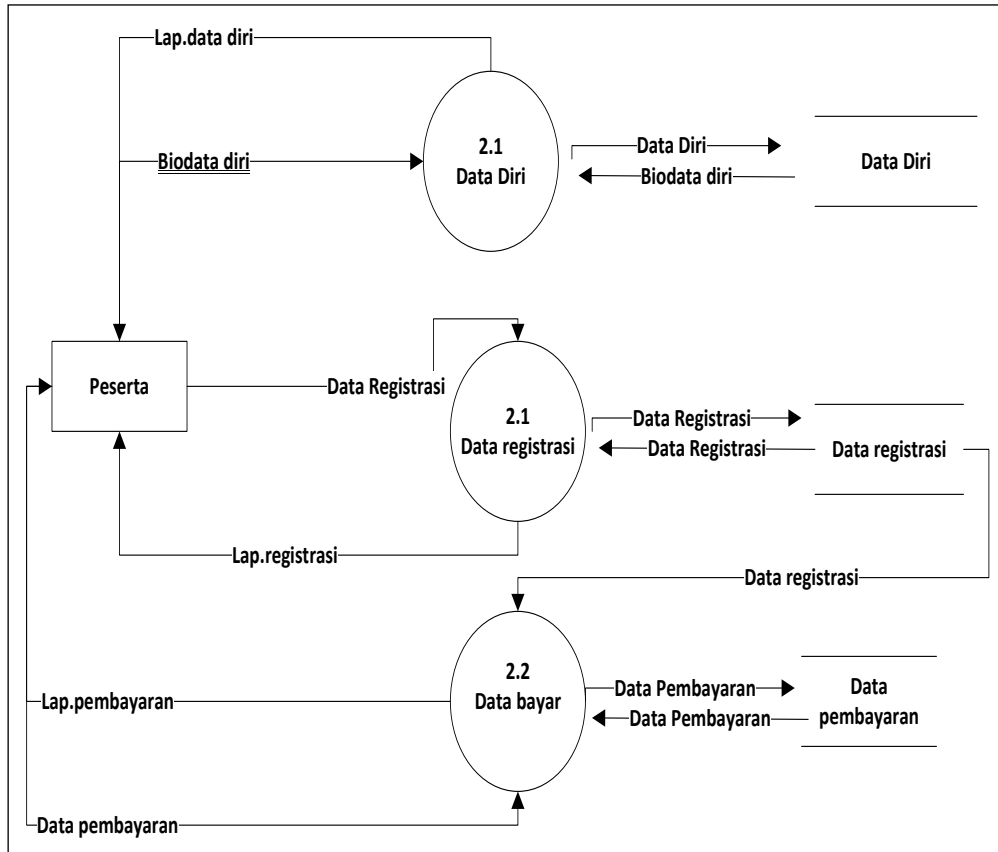 Lap.data diri
2.1
Data Diri
Data Diri
Biodata diri
Data Diri
Biodata diri
Peserta
Data Registrasi
2.1
Data registrasi
Data Registrasi
Data Registrasi
Data registrasi
Lap.registrasi
Data registrasi
2.2
Data bayar
Data Pembayaran
Data Pembayaran
Data
pembayaran
Lap.pembayaran
Data pembayaran